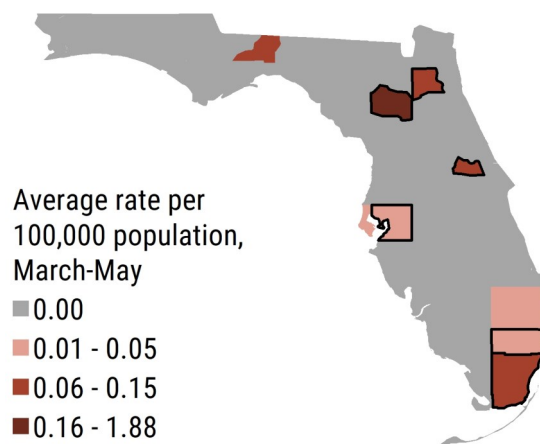 Average rate per
100,000 population,
March-May
0.00
0.01 - 0.05
0.06 - 0.15
0.16 - 1.88